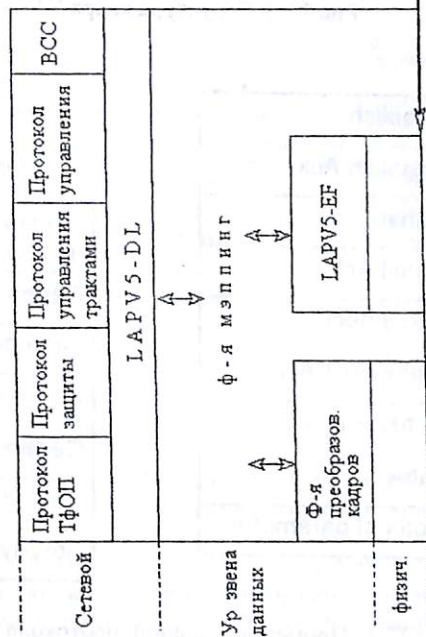 Сетевой
Протокол
ТфОП
Протокол
защиты
Протокол
управления
трактами
Протокол
управления
ВСС
LAPV5-DL
Ур звена
данных
ф-я мэппинг
Ф-я
преобразов.
кадров
LAPV5-EF
физич.